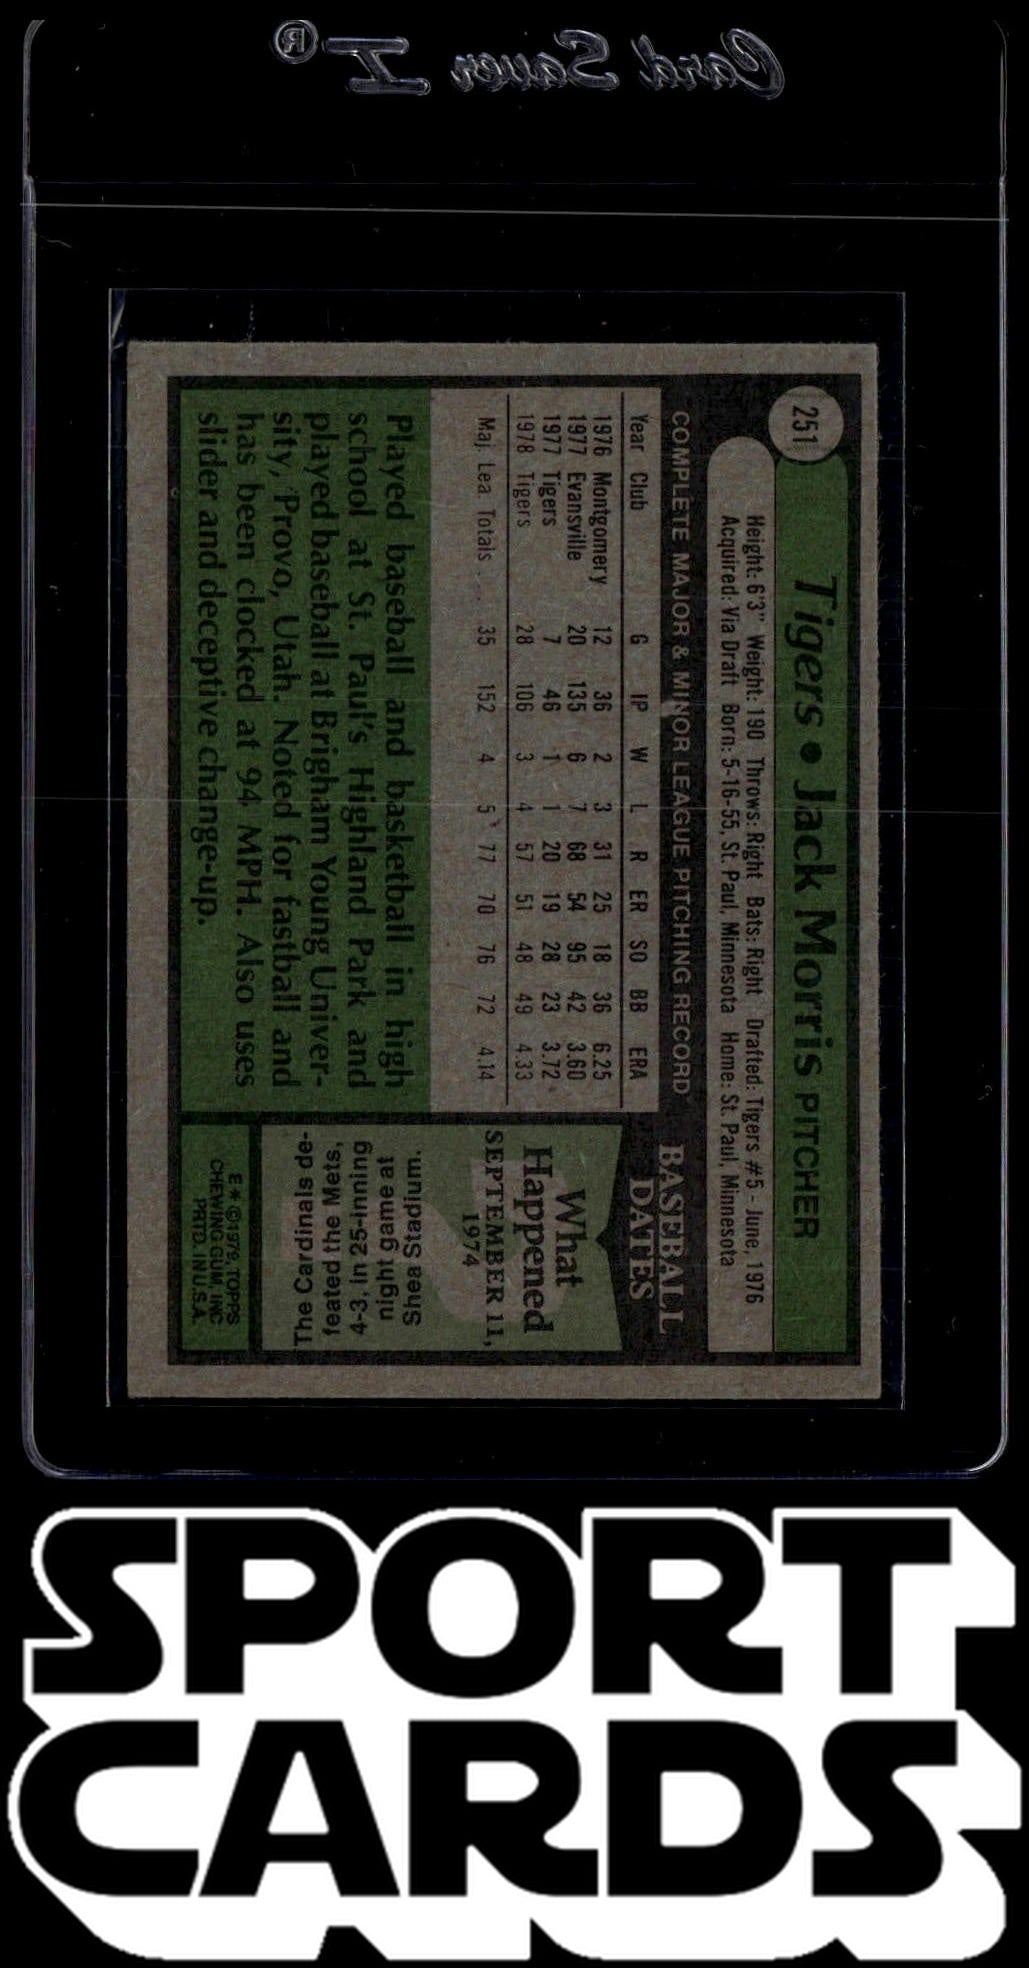 Card Saver I®
251
Tigers • Jack Morris PITCHER
Height: 6'3" Weight: 190 Throws: Right Bats: Right Drafted: Tigers #5 - June, 1976
Acquired: Via Draft Born: 5-16-55, St. Paul, Minnesota Home: St. Paul, Minnesota
COMPLETE MAJOR & MINOR LEAGUE PITCHING RECORD
Year Club G IP W L R ER SO BB ERA
1976 Montgomery 12 36 2 3 31 25 18 36 6.25
1977 Evansville 20 135 6 7 68 54 95 42 3.60
1977 Tigers 7 46 1 1 20 19 28 23 3.72
1978 Tigers 28 106 3 4 57 51 48 49 4.33
Maj. Lea. Totals . . . 35 152 4 5 77 70 76 72 4.14
Played baseball and basketball in high
school at St. Paul's Highland Park and
played baseball at Brigham Young Univer-
sity, Provo, Utah. Noted for fastball and
has been clocked at 94 MPH. Also uses
slider and deceptive change-up.
BASEBALL
DATES
What
Happened
SEPTEMBER 11,
1974
The Cardinals de-
feated the Mets,
4-3, in 25-inning
night game at
Shea Stadium.
E✱©1979, TOPPS
CHEWING GUM, INC
PRTD. IN U.S.A.
SPORT
CARDS